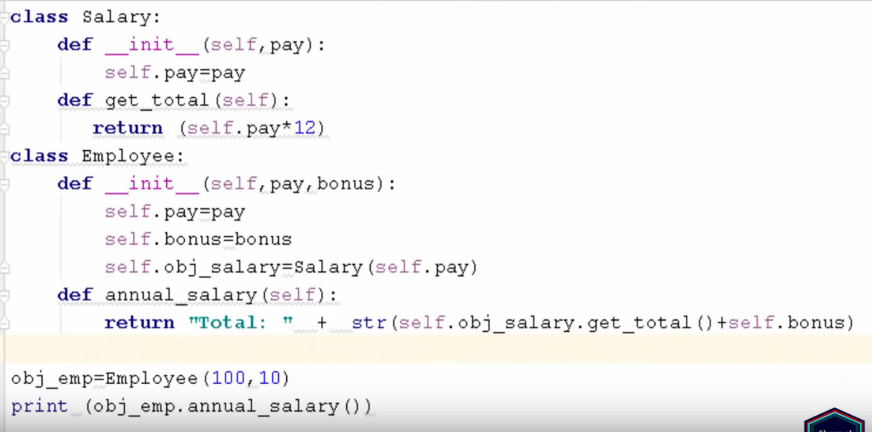 class Salary:
    def __init__(self,pay):
        self.pay=pay
    def get_total(self):
       return (self.pay*12)
class Employee:
    def __init__(self,pay,bonus):
        self.pay=pay
        self.bonus=bonus
        self.obj_salary=Salary(self.pay)
    def annual_salary(self):
        return "Total: "  +  str(self.obj_salary.get_total()+self.bonus)
obj_emp=Employee(100,10)
print (obj_emp.annual_salary())